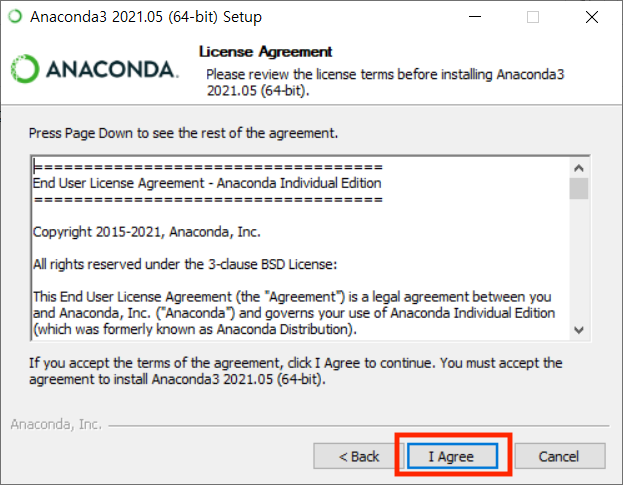 Anaconda3 2021.05 (64-bit) Setup
ANACONDA.
License Agreement
Please review the license terms before installing Anaconda3
2021.05 (64-bit).
Press Page Down to see the rest of the agreement.
===================================
End User License Agreement - Anaconda Individual Edition
===================================
Copyright 2015-2021, Anaconda, Inc.
All rights reserved under the 3-clause BSD License:
This End User License Agreement (the "Agreement") is a legal agreement between you
and Anaconda, Inc. ("Anaconda") and governs your use of Anaconda Individual Edition
(which was formerly known as Anaconda Distribution).
If you accept the terms of the agreement, click I Agree to continue. You must accept the
agreement to install Anaconda3 2021.05 (64-bit).
Anaconda, Inc.
< Back
I Agree
Cancel